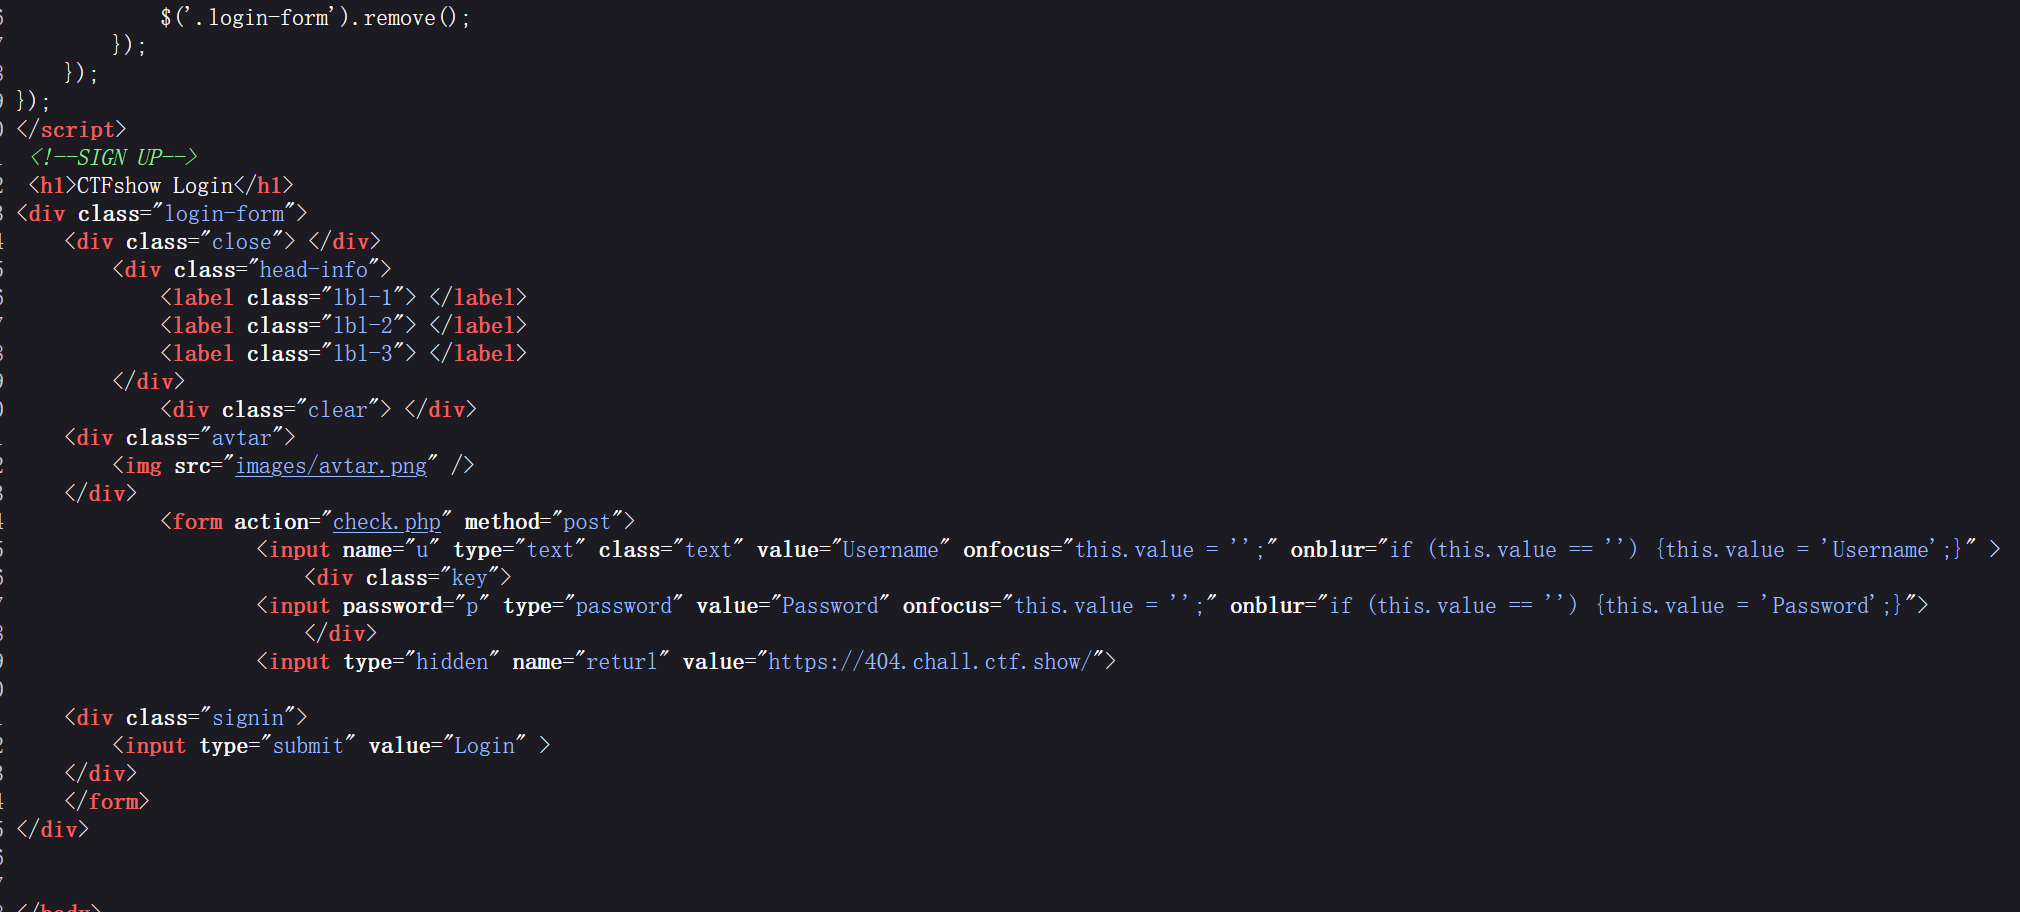 $('.login-form').remove();
});
});
});
</script>
<!--SIGN UP-->
<h1>CTFshow Login</h1>
<div class="login-form">
<div class="close"> </div>
<div class="head-info">
<label class="lbl-1"> </label>
<label class="lbl-2"> </label>
<label class="lbl-3"> </label>
</div>
<div class="clear"> </div>
<div class="avtar">
<img src="images/avtar.png" />
</div>
<form action="check.php" method="post">
<input name="u" type="text" class="text" value="Username" onfocus="this.value = '';" onblur="if (this.value == '') {this.value = 'Username';}" >
<div class="key">
<input password="p" type="password" value="Password" onfocus="this.value = '';" onblur="if (this.value == '') {this.value = 'Password';}">
</div>
<input type="hidden" name="returl" value="https://404.chall.ctf.show/">
<div class="signin">
<input type="submit" value="Login" >
</div>
</form>
</div>
</body>